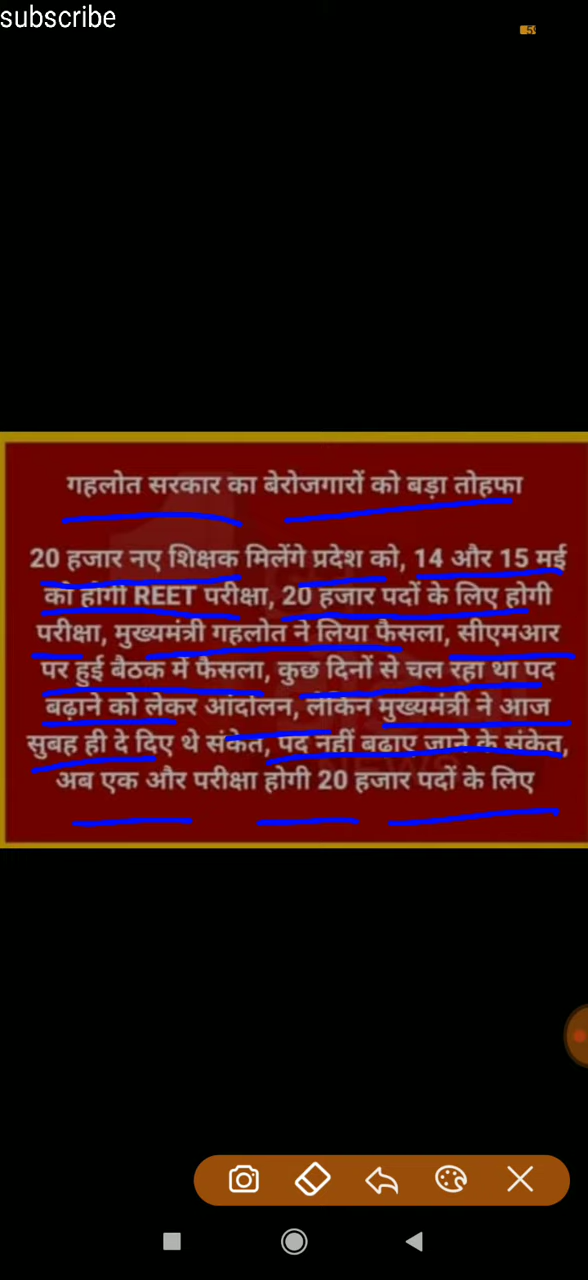 subscribe
गहलोत सरकार का बेरोजगारों को बड़ा तोहफा
20 हजार नए शिक्षक मिलेंगे प्रदेश को, 14 और 15 मई
को होगी REET परीक्षा, 20 हजार पदों के लिए होगी
परीक्षा, मुख्यमंत्री गहलोत ने लिया फैसला, सीएमआर
पर हुई बैठक में फैसला, कुछ दिनों से चल रहा था पद
बढ़ाने को लेकर आंदोलन, लेकिन मुख्यमंत्री ने आज
सुबह ही दे दिए थे संकेत, पद नहीं बढाए जाने के संकेत,
अब एक और परीक्षा होगी 20 हजार पदों के लिए